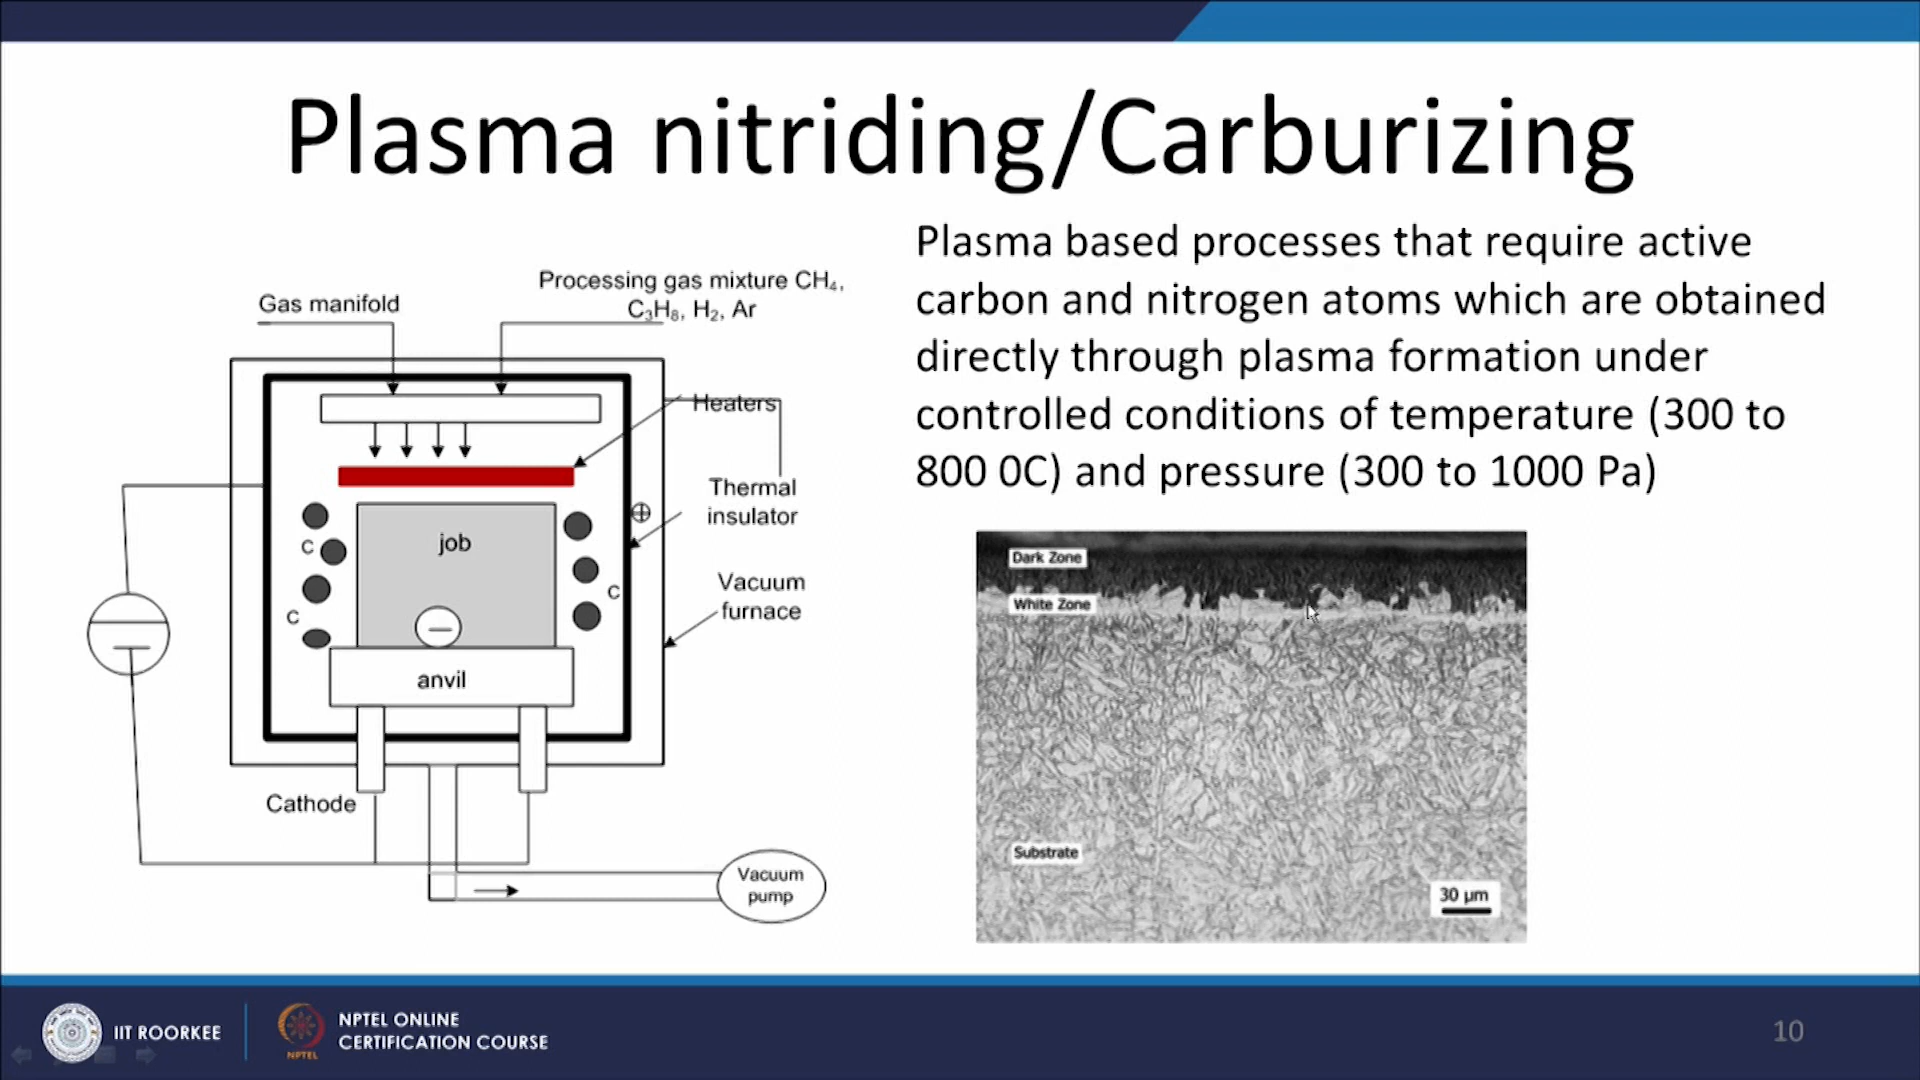 Plasma nitriding/Carburizing
Plasma based processes that require active
carbon and nitrogen atoms which are obtained
directly through plasma formation under
controlled conditions of temperature (300 to
800 0C) and pressure (300 to 1000 Pa)
Gas manifold
Processing gas mixture CH₄,
C₃H₈, H₂, Ar
Heaters
Thermal
insulator
Vacuum
furnace
job
C
C
C
anvil
Cathode
Vacuum
pump
Dark Zone
White Zone
Substrate
30 µm
IIT ROORKEE
NPTEL
NPTEL ONLINE
CERTIFICATION COURSE
10